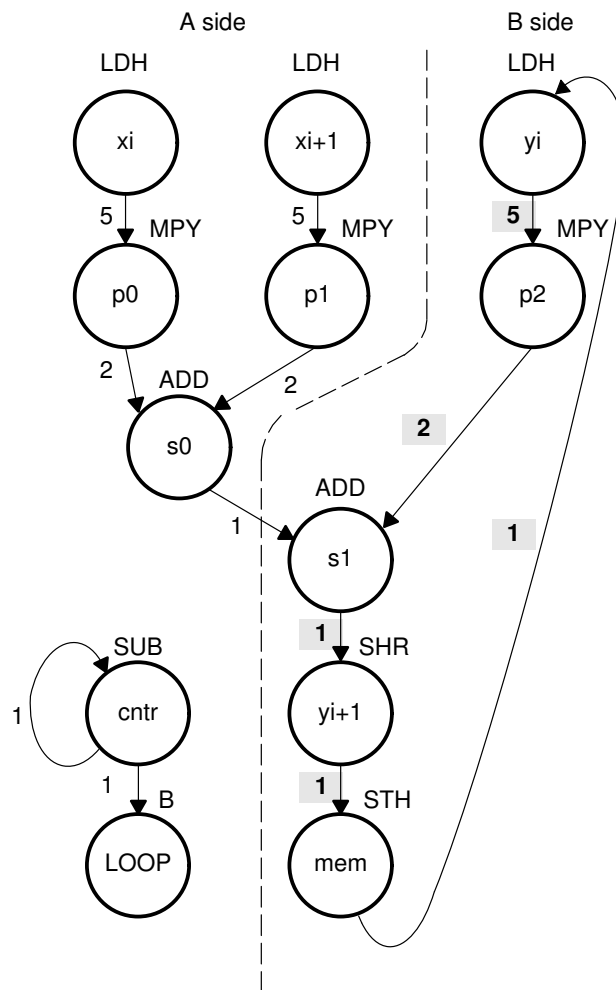 A side B side
LDH LDH LDH
xi xi+1 yi
5 5 5
MPY MPY MPY
p0 p1 p2
2 2
ADD
s0
2
1
ADD
s1
1
1
SUB SHR
cntr yi+1
1
1 1
B STH
LOOP mem